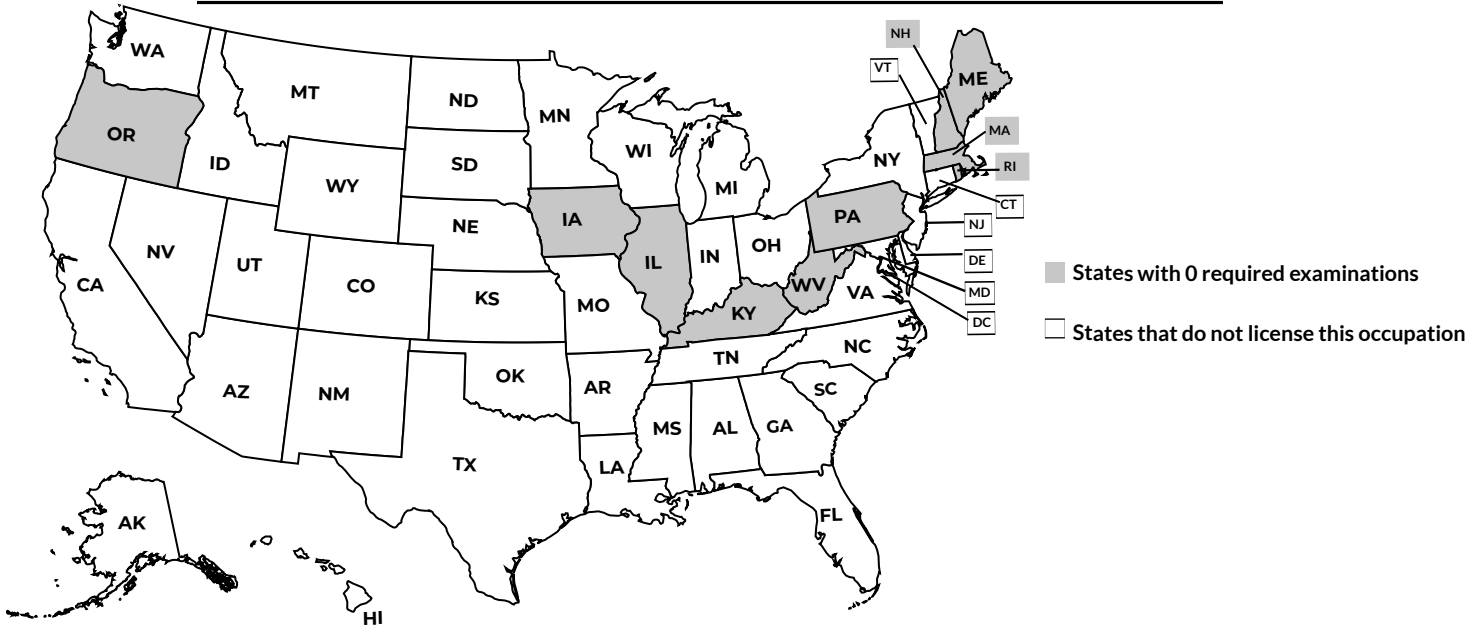 NH
WA
VT
ME
MT
ND
MN
OR
MA
ID
SD
WI
NY
RI
WY
MI
CT
IA
PA
NJ
NE
NV
OH
IN
UT
IL
DE
CO
WV
CA
VA
MD
KS
MO
KY
DC
States with 0 required examinations
States that do not license this occupation
NC
TN
OK
AZ
NM
AR
SC
MS
AL
GA
TX
LA
FL
AK
HI